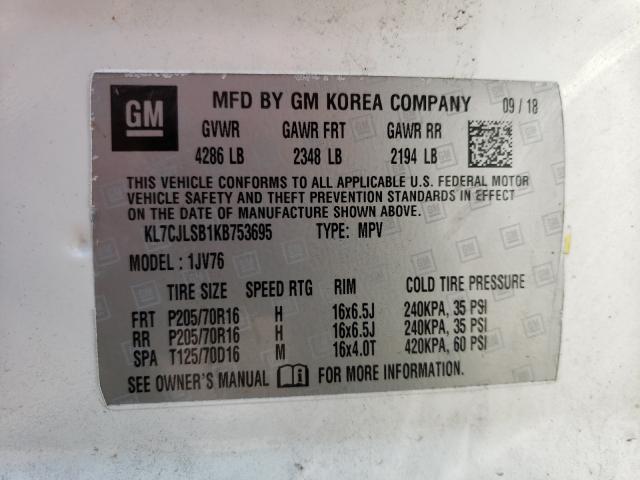 GM MFD BY GM KOREA COMPANY 09 / 18
GVWR GAWR FRT GAWR RR
4286 LB 2348 LB 2194 LB
THIS VEHICLE CONFORMS TO ALL APPLICABLE U.S. FEDERAL MOTOR
VEHICLE SAFETY AND THEFT PREVENTION STANDARDS IN EFFECT
ON THE DATE OF MANUFACTURE SHOWN ABOVE.
KL7CJLSB1KB753695 TYPE: MPV
MODEL : 1JV76
TIRE SIZE SPEED RTG RIM COLD TIRE PRESSURE
FRT P205/70R16 H 16x6.5J 240KPA, 35 PSI
RR P205/70R16 H 16x6.5J 240KPA, 35 PSI
SPA T125/70D16 M 16x4.0T 420KPA, 60 PSI
SEE OWNER'S MANUAL FOR MORE INFORMATION.